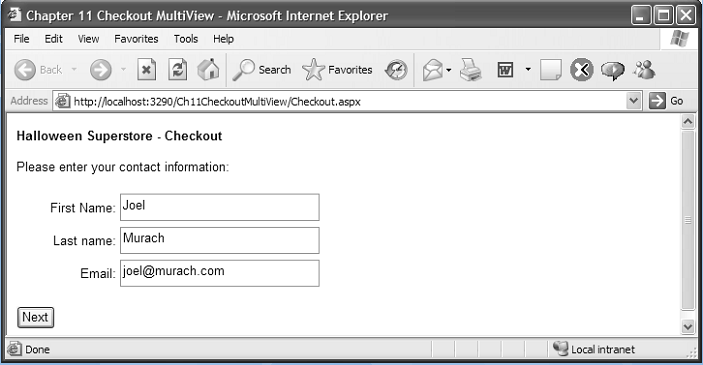 Chapter 11 Checkout MultiView - Microsoft Internet Explorer
File Edit View Favorites Tools Help
Back Search Favorites
Address http://localhost:3290/Ch11CheckoutMultiView/Checkout.aspx Go
Halloween Superstore - Checkout
Please enter your contact information:
First Name: Joel
Last name: Murach
Email: joel@murach.com
Next
Done Local intranet